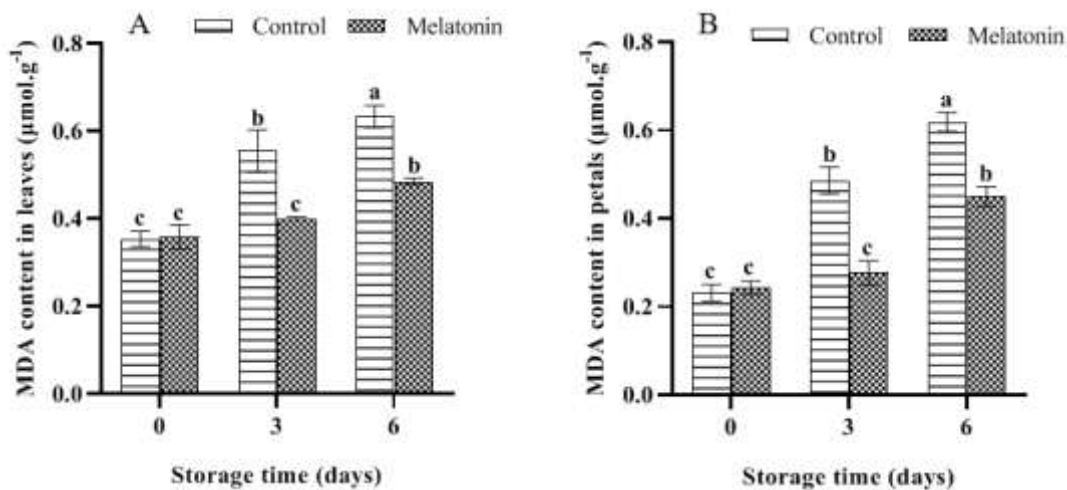 A
Control Melatonin
MDA content in leaves (μmol.g⁻¹)
0.8
0.6
0.4
0.2
0.0
c c
b c
a b
0 3 6
Storage time (days)
B
Control Melatonin
MDA content in petals (μmol.g⁻¹)
0.8
0.6
0.4
0.2
0.0
c c
b c
a b
0 3 6
Storage time (days)